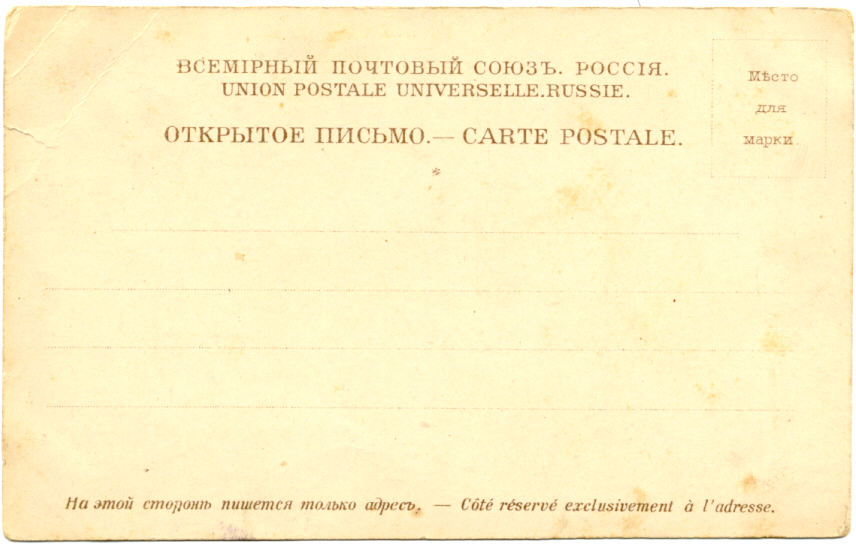 ВСЕМІРНЫЙ ПОЧТОВЫЙ СОЮЗЪ. РОССІЯ.
UNION POSTALE UNIVERSELLE.RUSSIE.
ОТКРЫТОЕ ПИСЬМО.— CARTE POSTALE.
Мѣсто
для
марки.
На этой сторонѣ пишется только адресъ. — Côté réservé exclusivement à l'adresse.